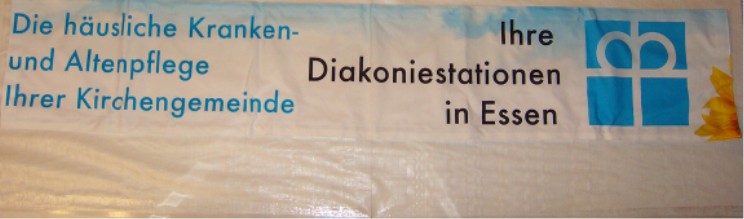 Die häusliche Kranken-
und Altenpflege
Ihrer Kirchengemeinde
Ihre
Diakoniestationen
in Essen